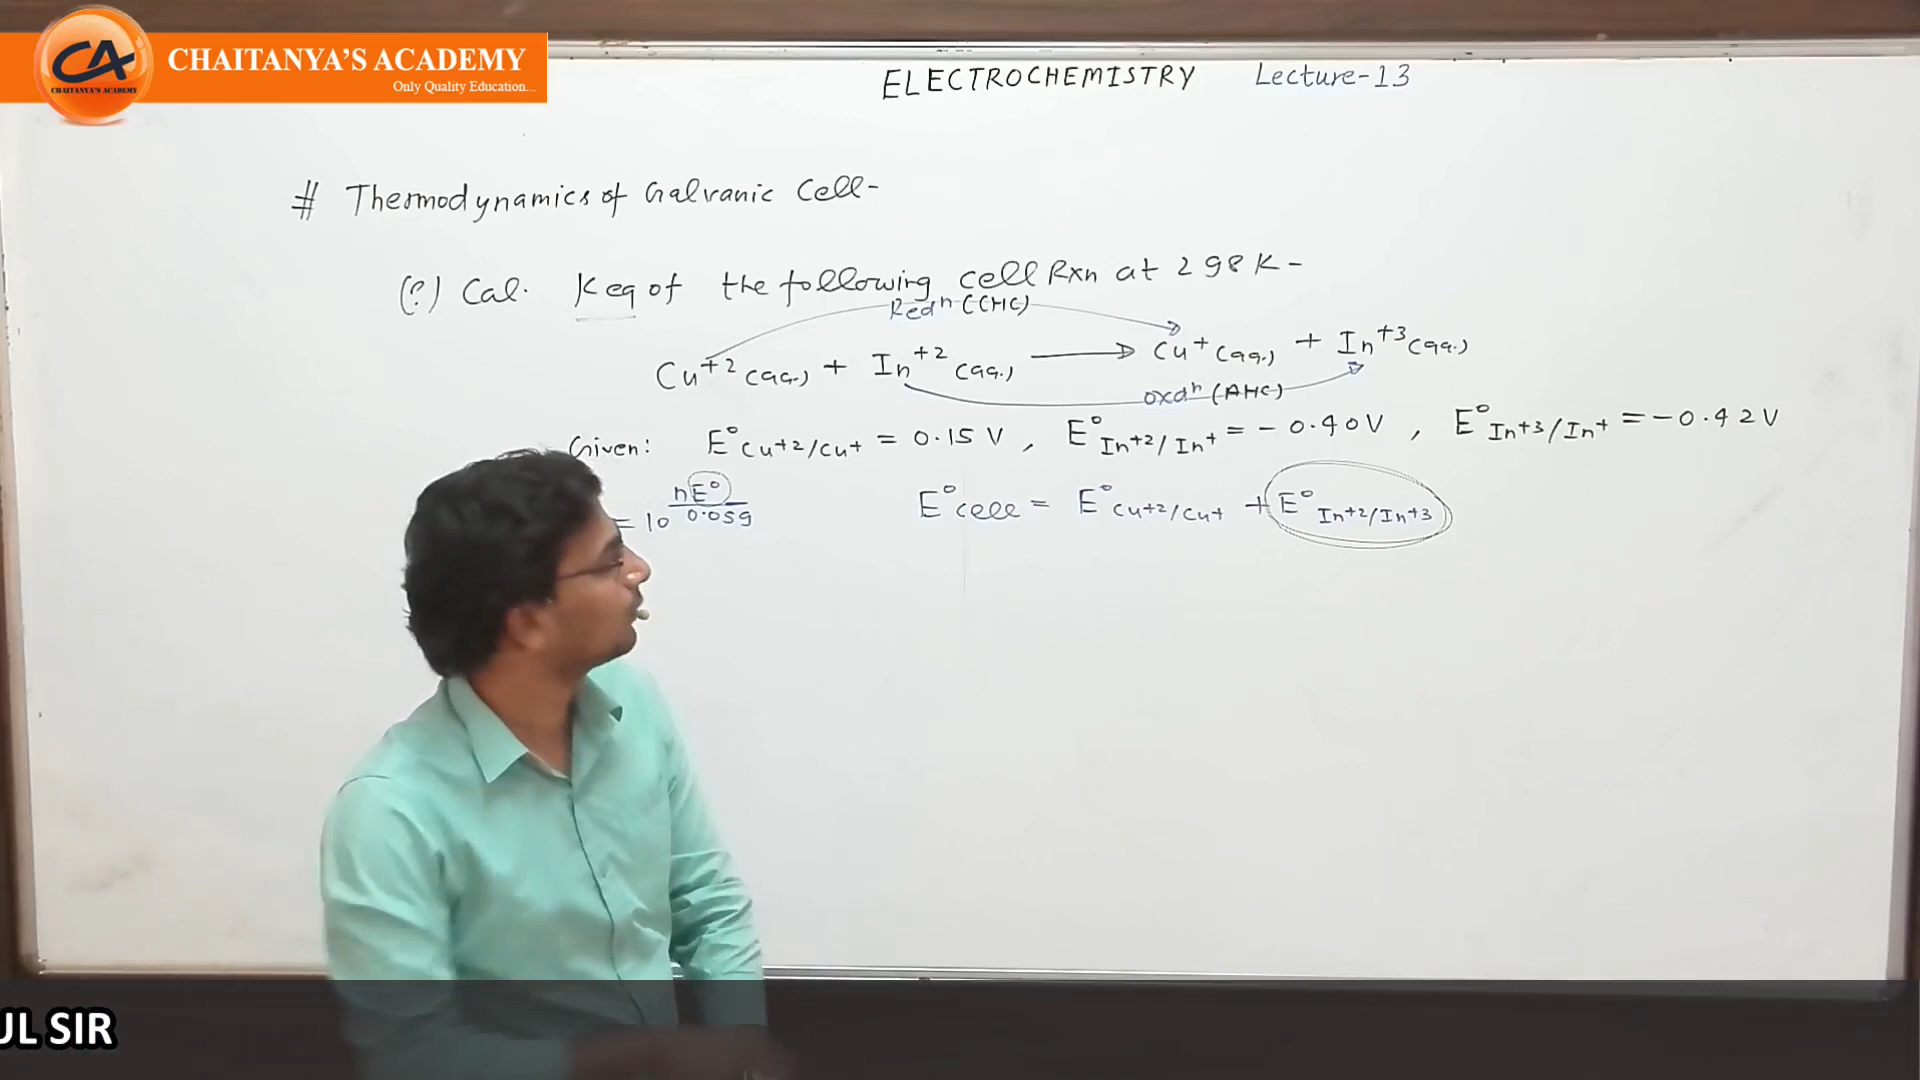 CA
CHAITANYA'S ACADEMY
CHAITANYA'S ACADEMY
Only Quality Education...
ELECTROCHEMISTRY Lecture-13
# Thermodynamics of Galvanic Cell-
(?) Cal. Keq of the following cell Rxn at 298K-
Redⁿ (CHC)
Cu⁺²(aq.) + In⁺²(aq.) ⟶ Cu⁺(aq.) + In⁺³(aq.)
oxdⁿ (AHC)
Given: E°Cu+2/Cu+ = 0.15 V , E°In+2/In+ = -0.40V , E°In+3/In+ = -0.42V
= 10 nE°/0.059 E°cell = E°Cu+2/Cu+ + E°In+2/In+3
UL SIR